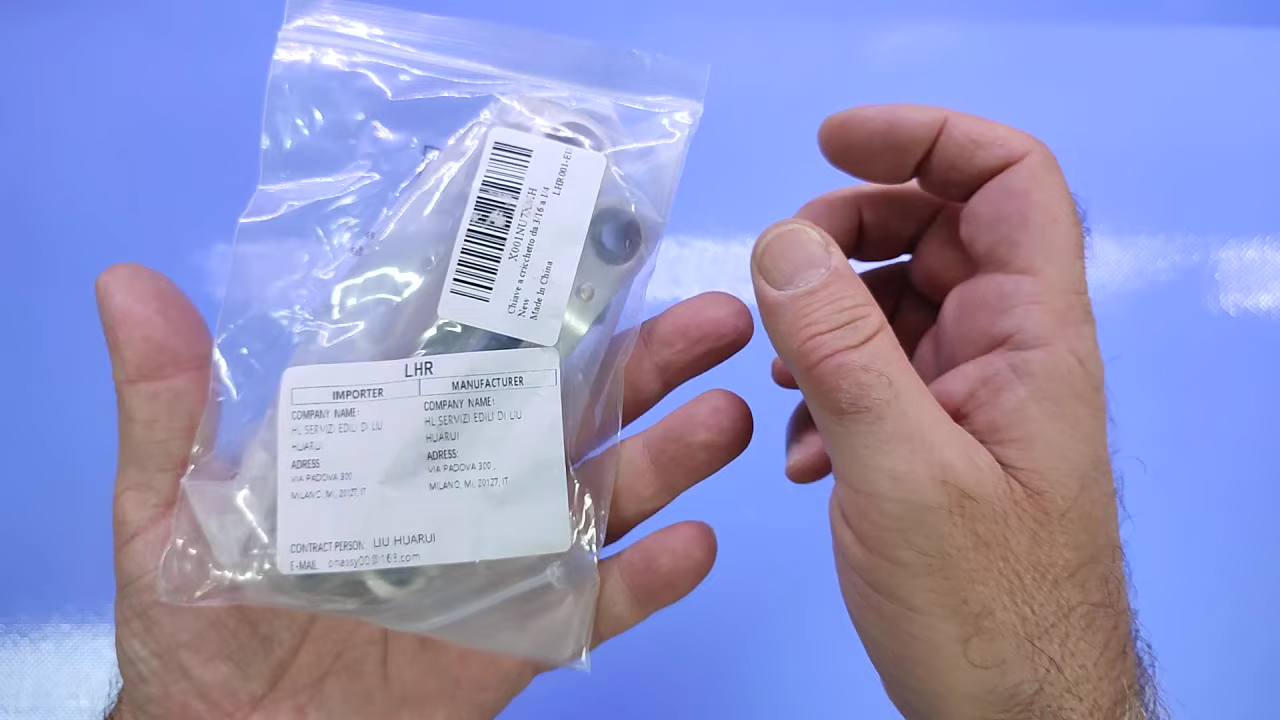 LHR001-EU
Chiave a cricchetto da 3/16 a 1/4
New
Made In China
LHR
IMPORTER
MANUFACTURER
COMPANY NAME:
HL SERVIZI EDILI DI LIU
HUARUI
ADRESS
VIA PADOVA 300
MILANO, MI, 20127, IT
COMPANY NAME:
HL SERVIZI EDILI DI LIU
HUARUI
ADRESS:
VIA PADOVA 300 ,
MILANO, MI, 20127, IT
CONTRACT PERSON: LIU HUARUI
E-MAIL